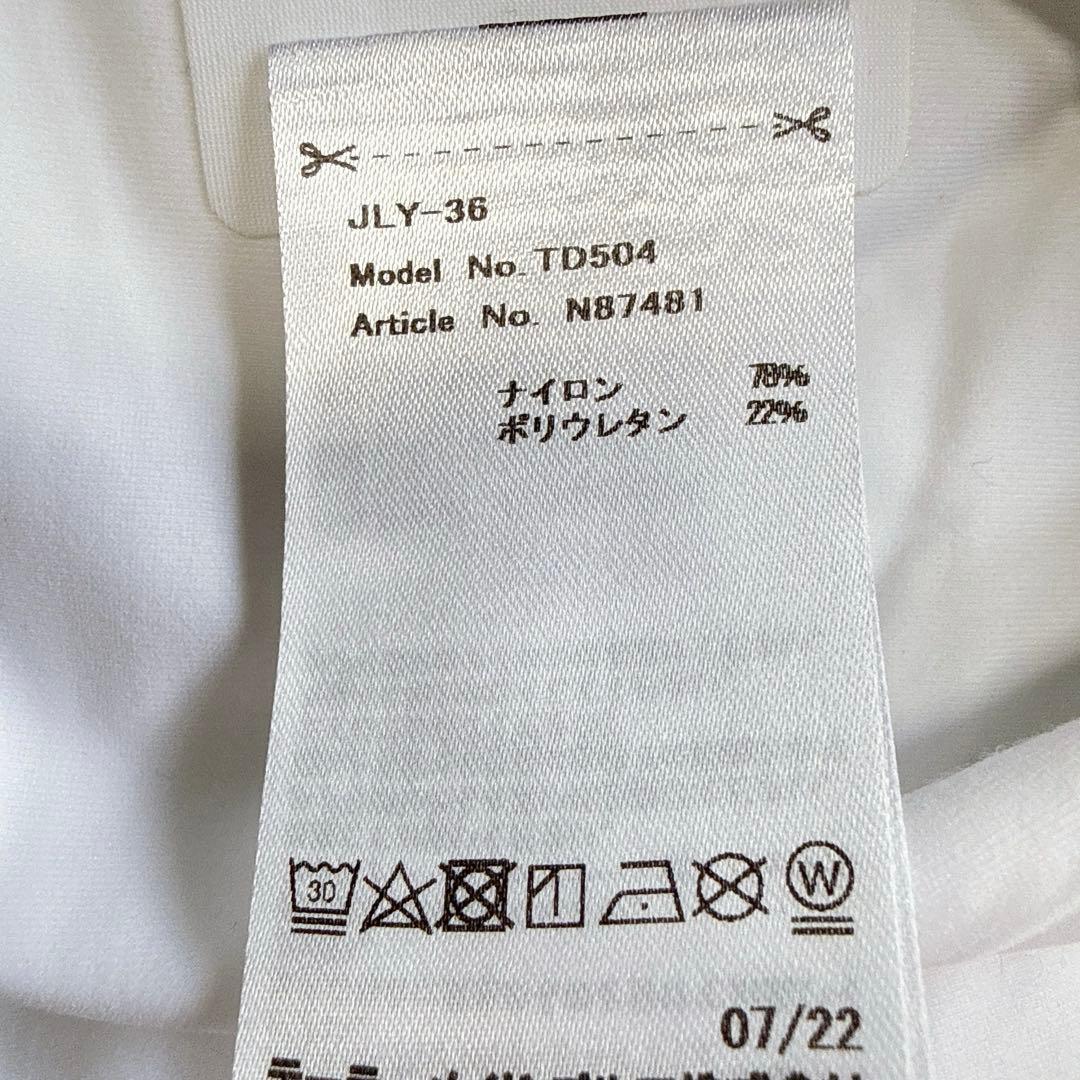 JLY-36
Model No. TD504
Article No. N87481
ナイロン 78%
ポリウレタン 22%
30
W
07/22